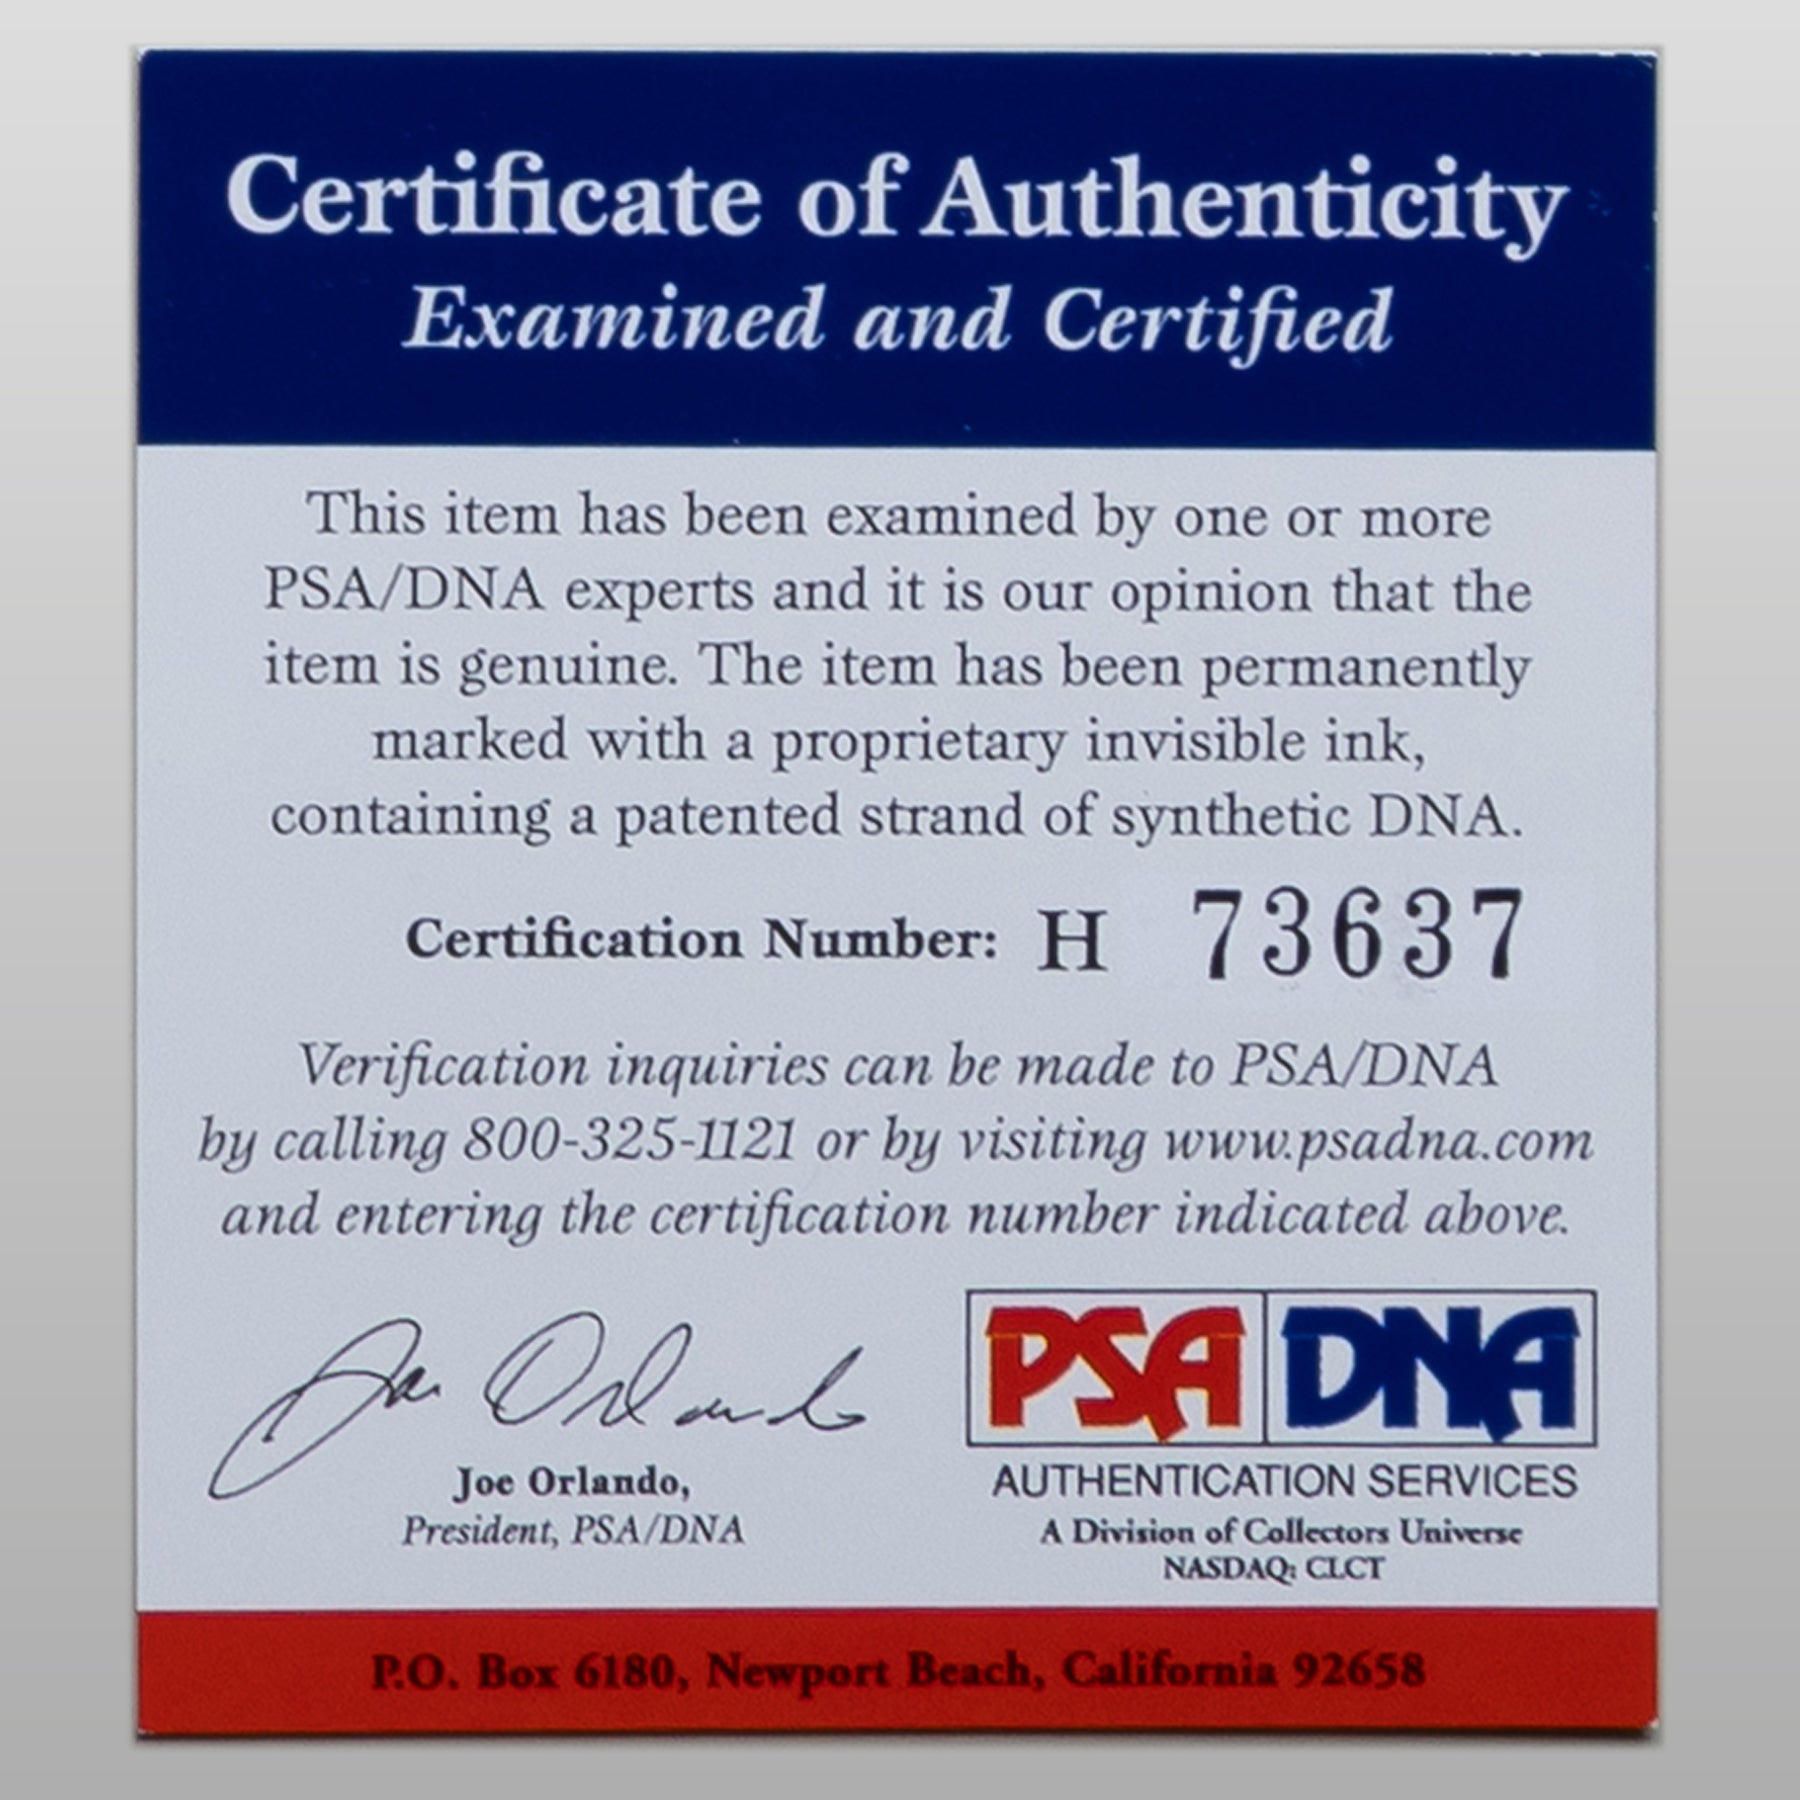 Certificate of Authenticity
Examined and Certified
This item has been examined by one or more
PSA/DNA experts and it is our opinion that the
item is genuine. The item has been permanently
marked with a proprietary invisible ink,
containing a patented strand of synthetic DNA.
Certification Number: H 73637
Verification inquiries can be made to PSA/DNA
by calling 800-325-1121 or by visiting www.psadna.com
and entering the certification number indicated above.
Joe Orlando
Joe Orlando,
President, PSA/DNA
PSA DNA
AUTHENTICATION SERVICES
A Division of Collectors Universe
NASDAQ: CLCT
P.O. Box 6180, Newport Beach, California 92658